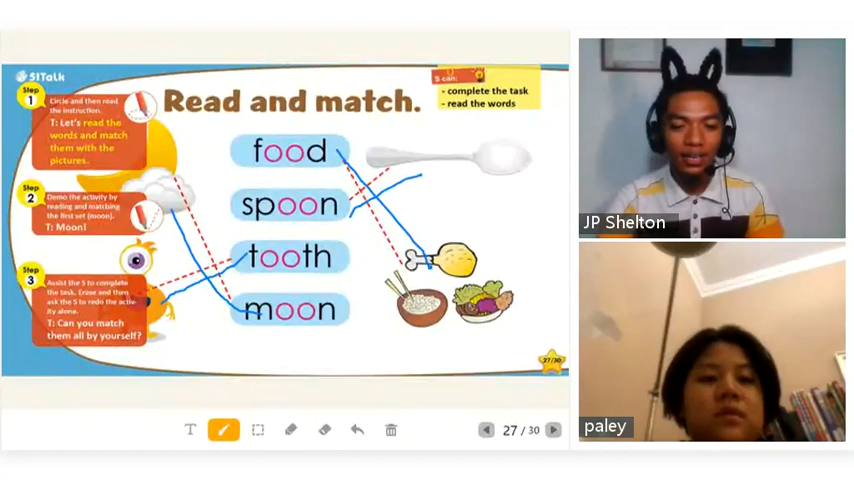 51Talk
Step
1
Circle and then read
the instruction.
T: Let's read the
words and match
them with the
pictures.
Step
2
Demo the activity by
reading and matching
the first set (moon).
T: Moon!
Step
3
Assist the S to complete
the task. Erase and then
ask the S to redo the activ-
ity alone.
T: Can you match
them all by yourself?
Read and match.
S can:
- complete the task
- read the words
food
spoon
tooth
moon
27/30
T
27 / 30
JP Shelton
paley